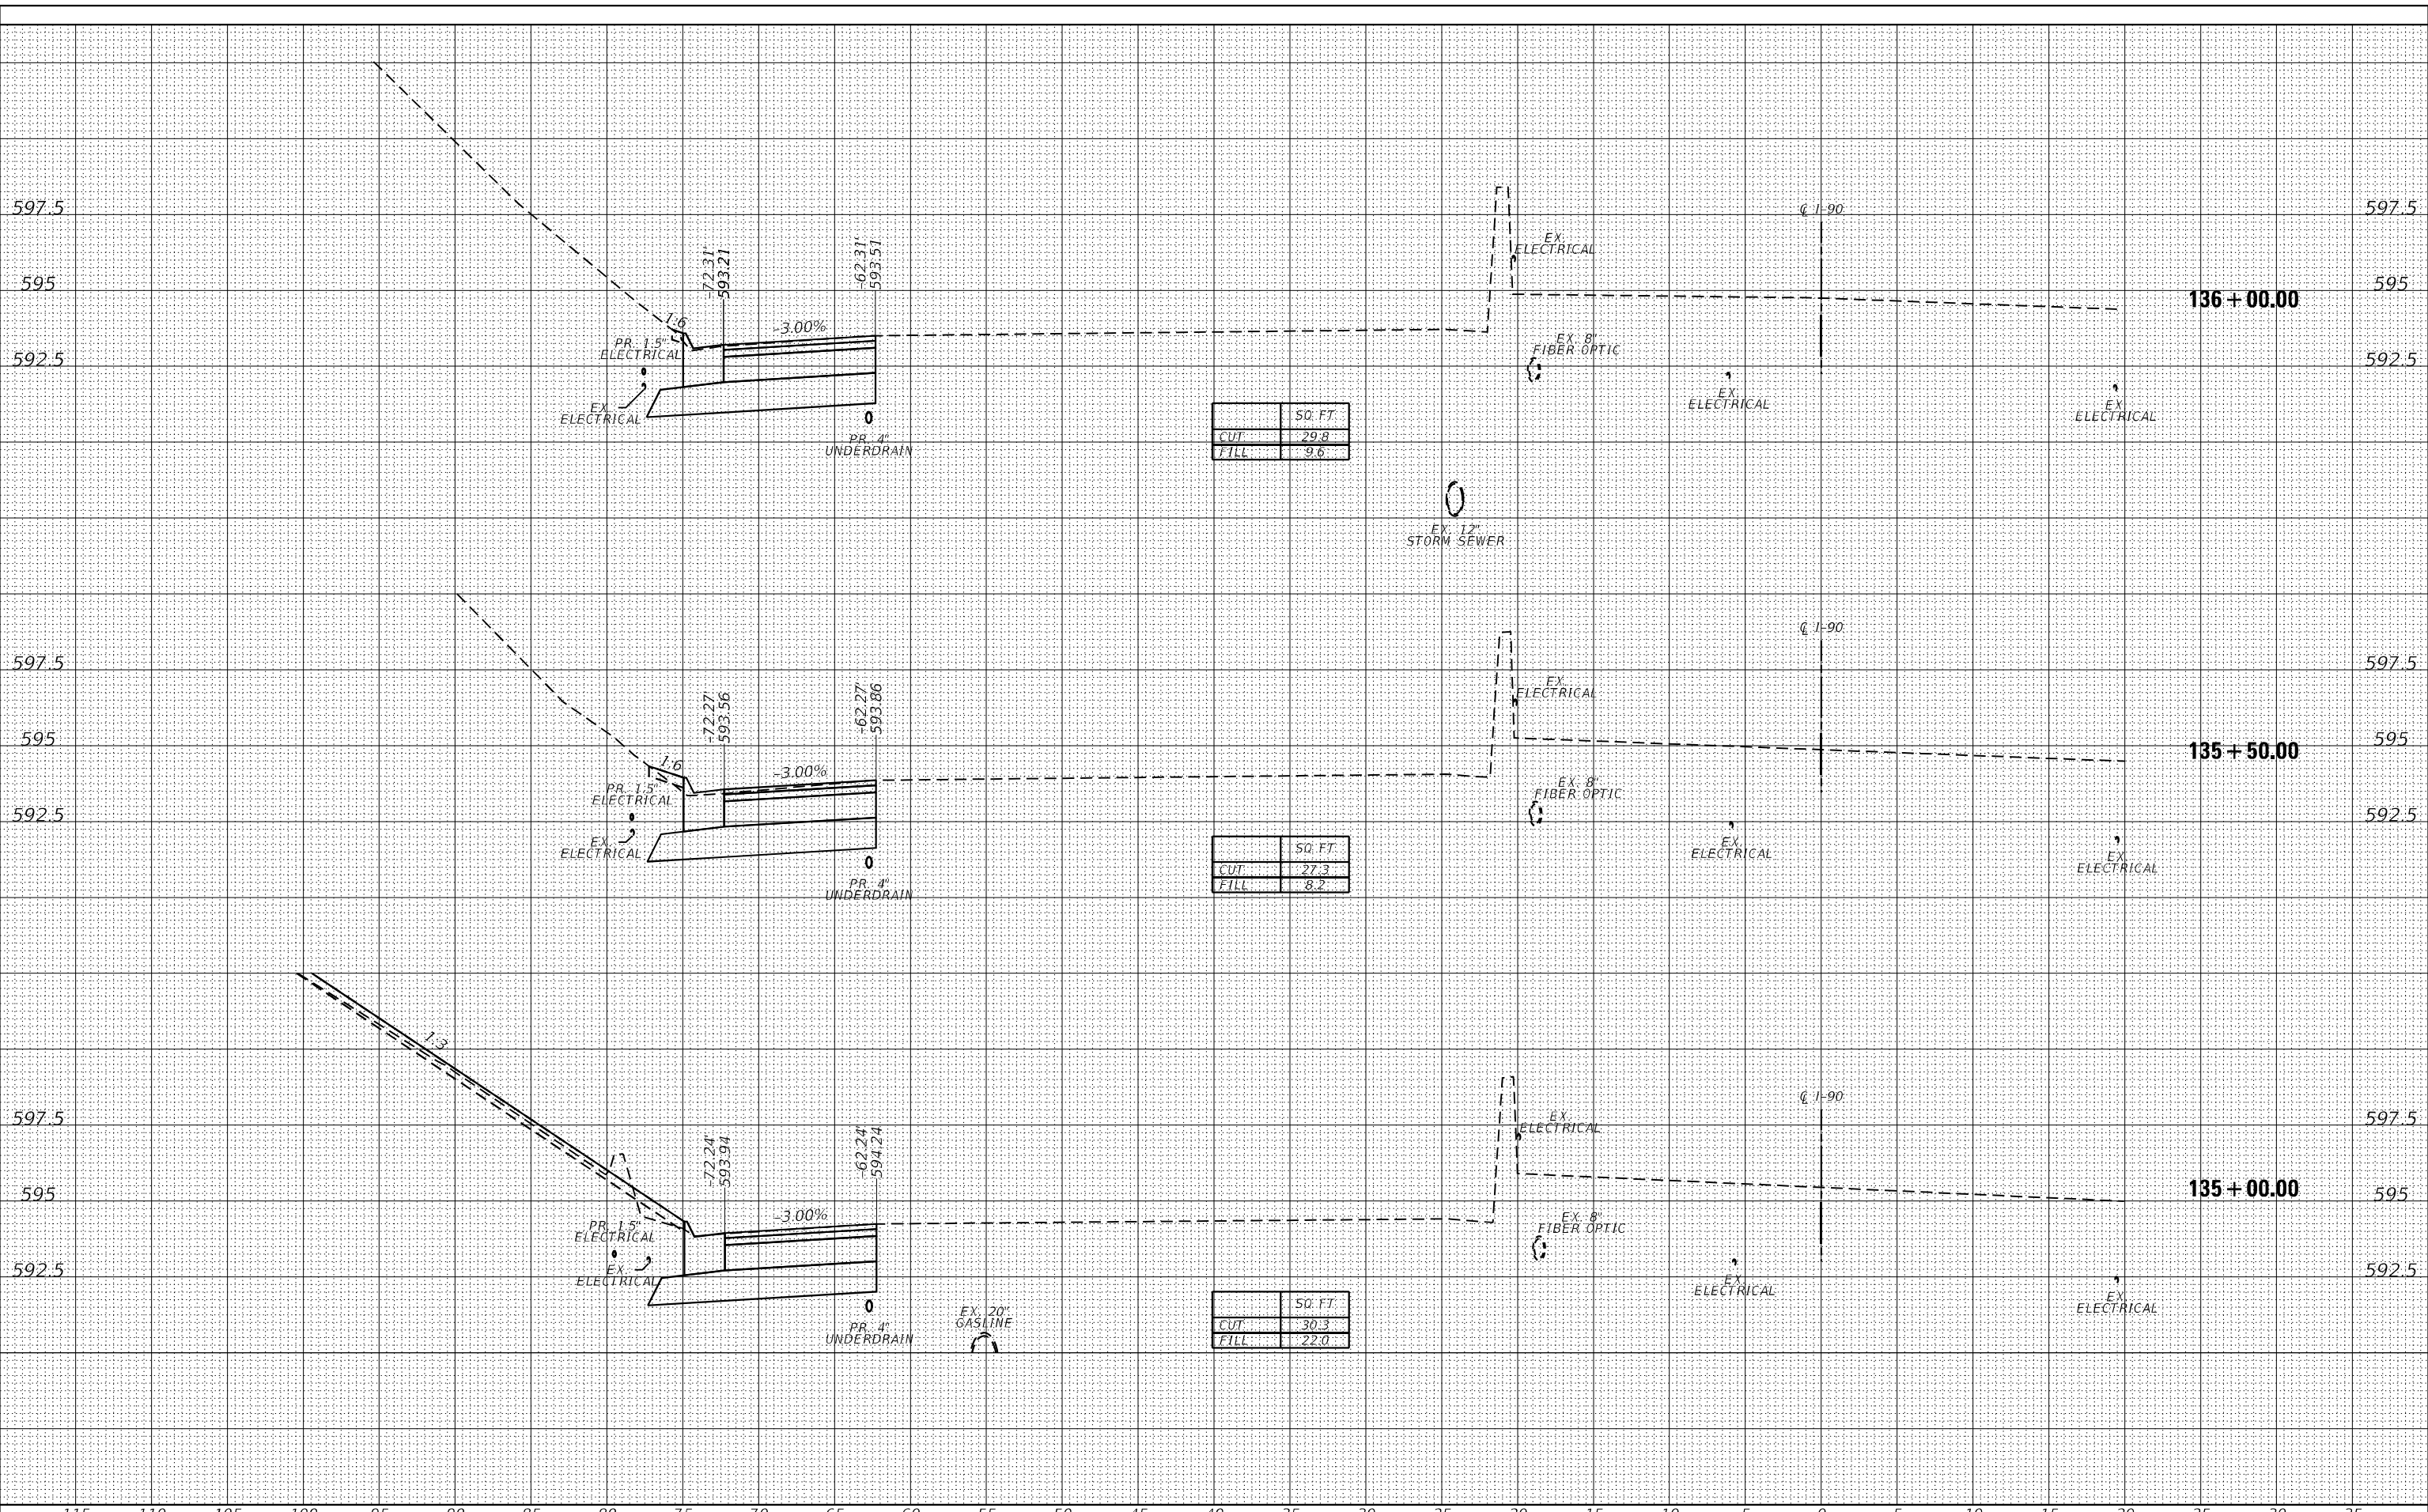 597.5
595
592.5
-72.31'
593.21
-62.31'
593.51
1:6
-3.00%
PR. 1.5"
ELECTRICAL
EX.
ELECTRICAL
PR. 4"
UNDERDRAIN
SQ FT
CUT 29.8
FILL 9.6
EX. 12"
STORM SEWER
EX.
ELECTRICAL
EX. 8"
FIBER OPTIC
℄ I-90
EX.
ELECTRICAL
EX.
ELECTRICAL
136+00.00
597.5
595
592.5
597.5
595
592.5
-72.27'
593.56
-62.27'
593.86
1:6
-3.00%
PR. 1.5"
ELECTRICAL
EX.
ELECTRICAL
PR. 4"
UNDERDRAIN
SQ FT
CUT 27.3
FILL 8.2
EX.
ELECTRICAL
EX. 8"
FIBER OPTIC
℄ I-90
EX.
ELECTRICAL
EX.
ELECTRICAL
135+50.00
597.5
595
592.5
597.5
595
592.5
1:3
-72.24'
593.94
-62.24'
594.24
-3.00%
PR. 1.5"
ELECTRICAL
EX.
ELECTRICAL
PR. 4"
UNDERDRAIN
EX. 20"
GASLINE
SQ FT
CUT 30.3
FILL 22.0
EX.
ELECTRICAL
EX. 8"
FIBER OPTIC
℄ I-90
EX.
ELECTRICAL
EX.
ELECTRICAL
135+00.00
597.5
595
592.5